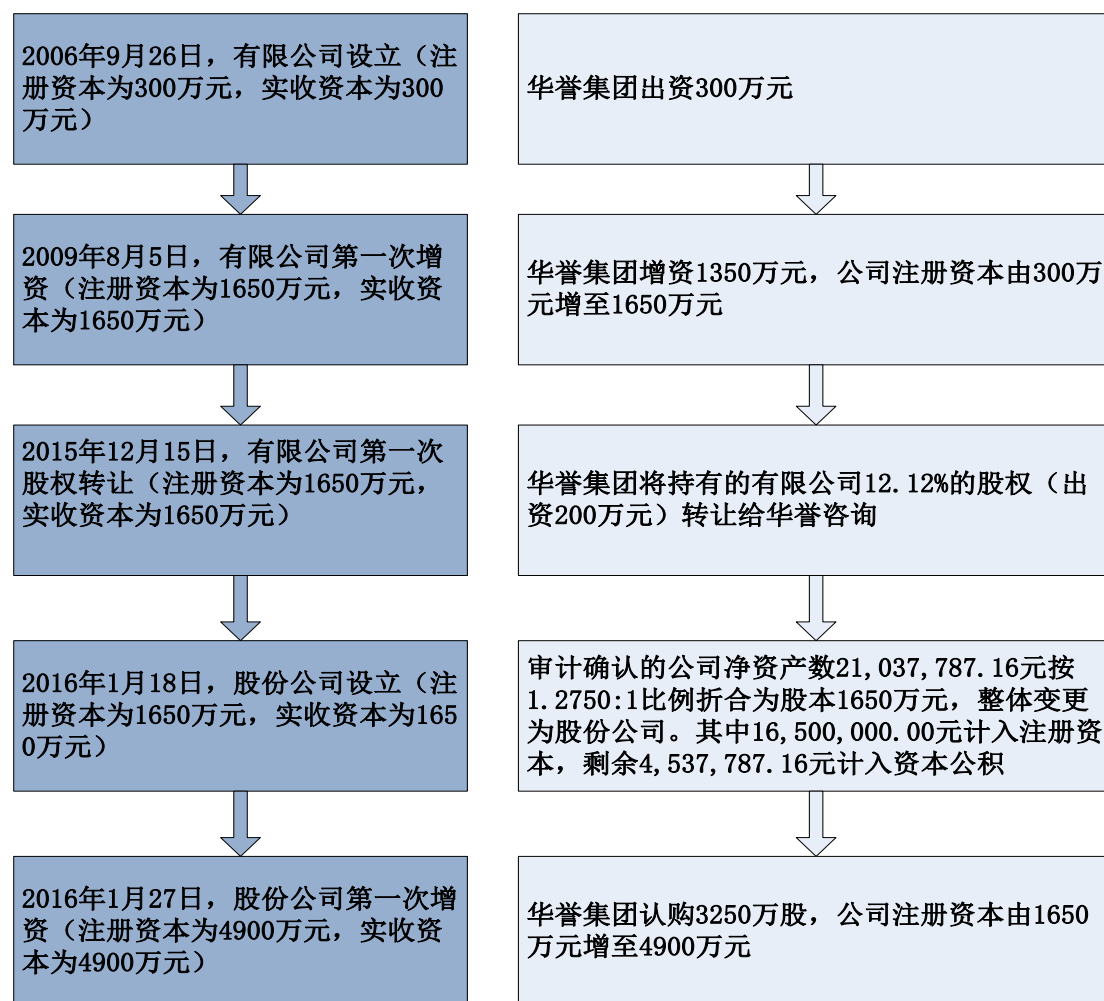 2006年9月26日，有限公司设立（注
册资本为300万元，实收资本为300
万元）
华誉集团出资300万元
2009年8月5日，有限公司第一次增
资（注册资本为1650万元，实收资
本为1650万元）
华誉集团增资1350万元，公司注册资本由300万
元增至1650万元
2015年12月15日，有限公司第一次
股权转让（注册资本为1650万元，
实收资本为1650万元）
华誉集团将持有的有限公司12.12%的股权（出
资200万元）转让给华誉咨询
2016年1月18日，股份公司设立（注
册资本为1650万元，实收资本为165
0万元）
审计确认的公司净资产数21,037,787.16元按
1.2750:1比例折合为股本1650万元，整体变更
为股份公司。其中16,500,000.00元计入注册资
本，剩余4,537,787.16元计入资本公积
2016年1月27日，股份公司第一次增
资（注册资本为4900万元，实收资
本为4900万元）
华誉集团认购3250万股，公司注册资本由1650
万元增至4900万元